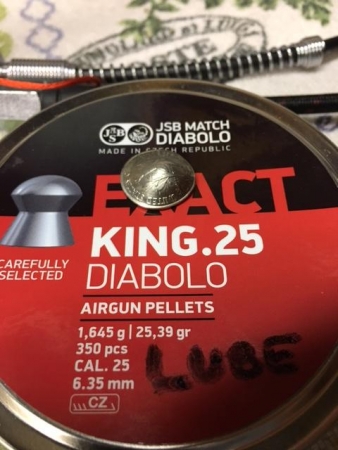 JSB
JSB MATCH
DIABOLO
MADE IN CZECH REPUBLIC
EXACT
KING.25
DIABOLO
CAREFULLY
SELECTED
AIRGUN PELLETS
1,645 g | 25,39 gr
350 pcs
CAL. 25
6.35 mm
CZ
LUBE